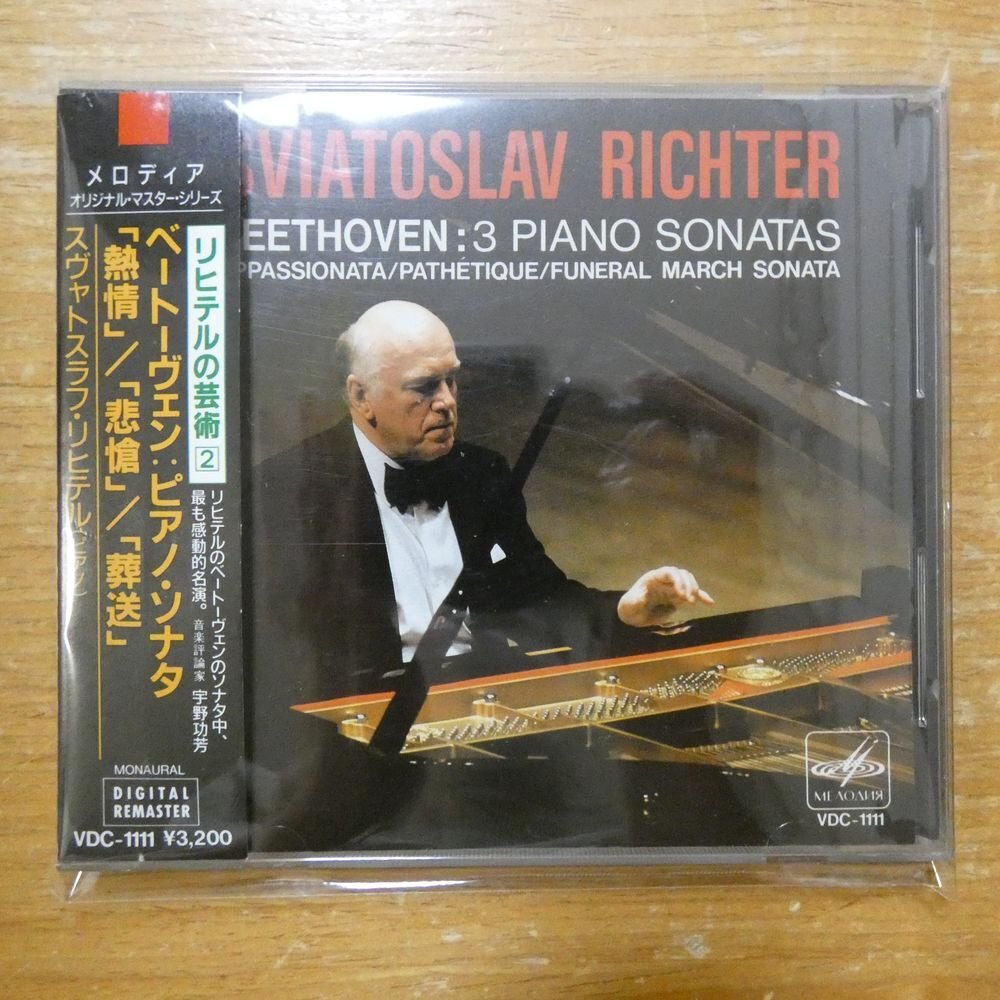 メロディア
オリジナル・マスター・シリーズ
リヒテルの芸術 2
ベートーヴェン:ピアノ・ソナタ
「熱情」/「悲愴」/「葬送」
スヴャトスラフ・リヒテル(ピアノ)
リヒテルのベートーヴェンのソナタ中、
最も感動的名演。 音楽評論家 宇野功芳
MONAURAL
DIGITAL
REMASTER
VDC-1111 ¥3,200
VIATOSLAV RICHTER
EETHOVEN : 3 PIANO SONATAS
PPASSIONATA/PATHÉTIQUE/FUNERAL MARCH SONATA
МЕЛОДИЯ
VDC-1111